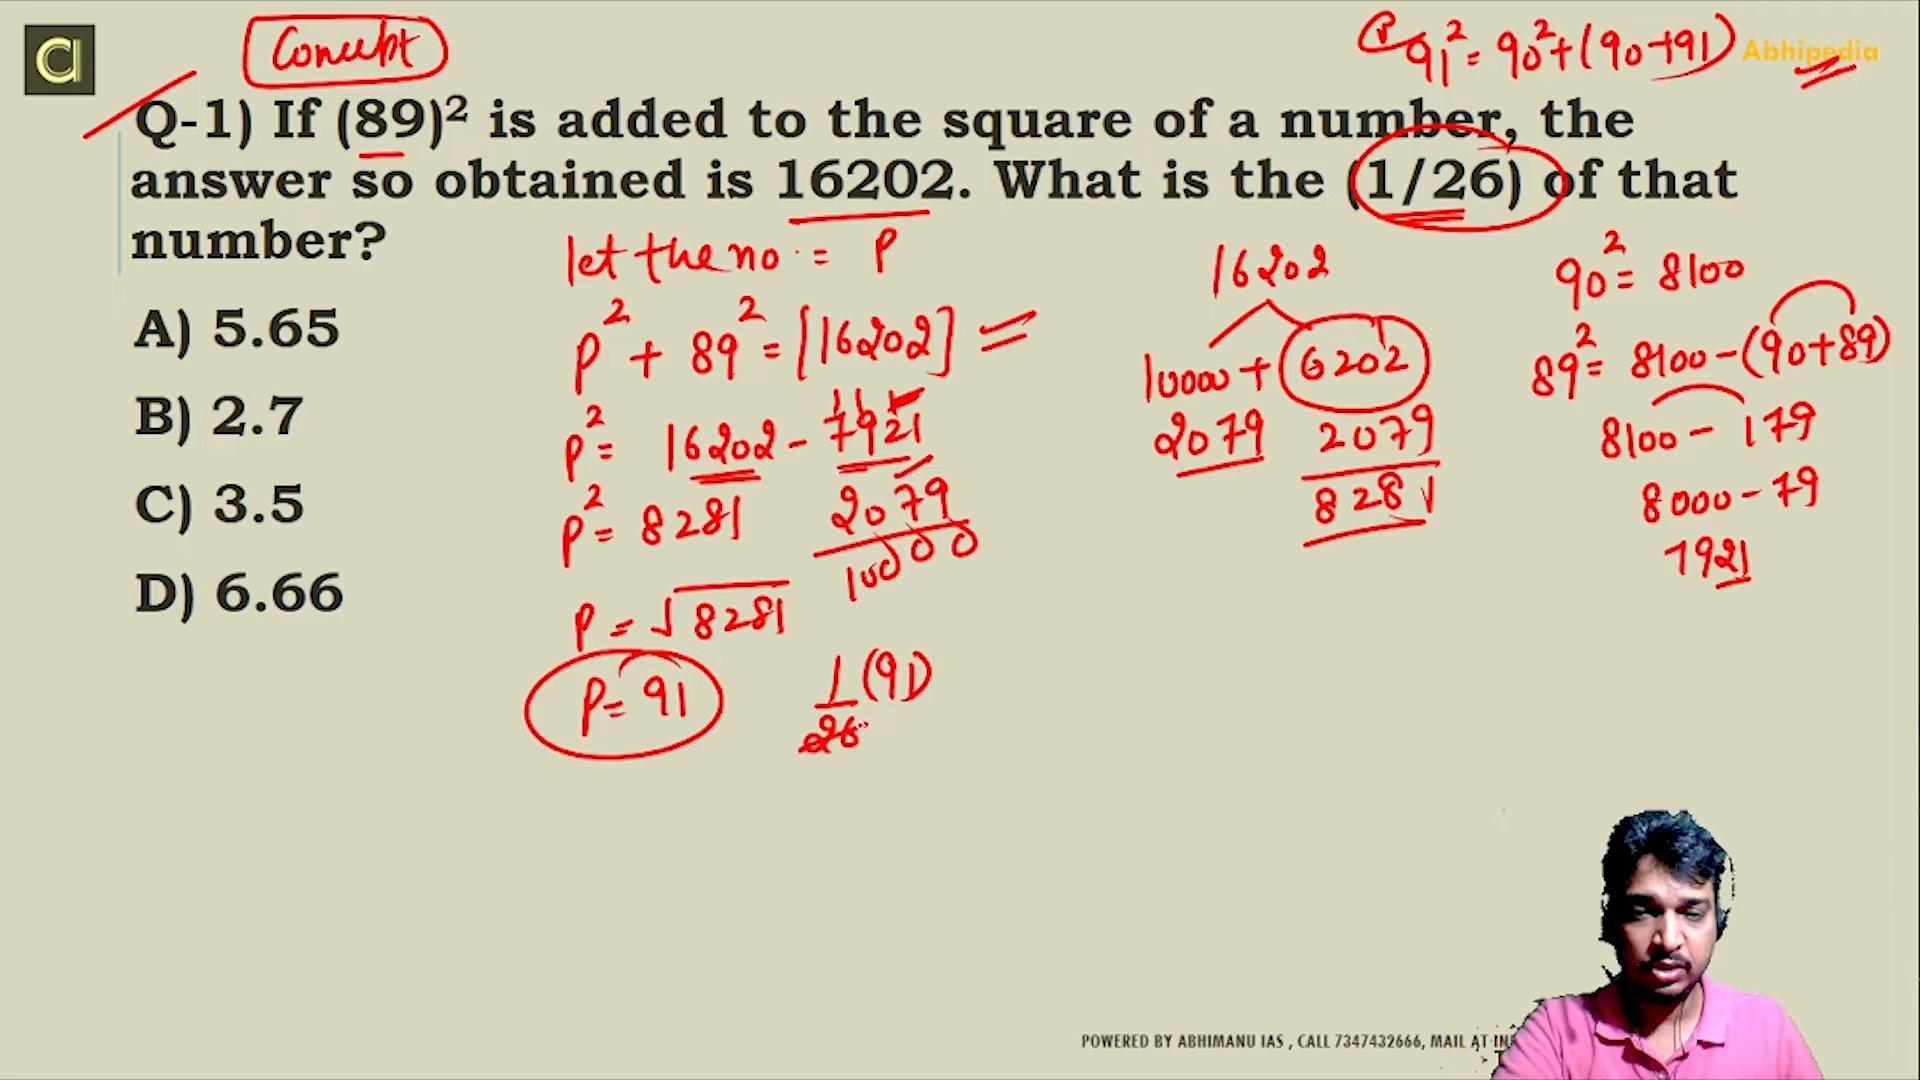 Concept
91² = 90² + (90+91)
Abhipedia
Q-1) If (89)² is added to the square of a number, the
answer so obtained is 16202. What is the (1/26) of that
number?
A) 5.65
B) 2.7
C) 3.5
D) 6.66
let the no. = P
P² + 89² = [16202] =
P² = 16202 - 7921
2079
10000
P² = 8281
P = √8281
P = 91
1/26 (91)
16202
10000 + 6202
2079 2079
8281
90² = 8100
89² = 8100 - (90+89)
8100 - 179
8000 - 79
7921
POWERED BY ABHIMANU IAS , CALL 7347432666, MAIL AT